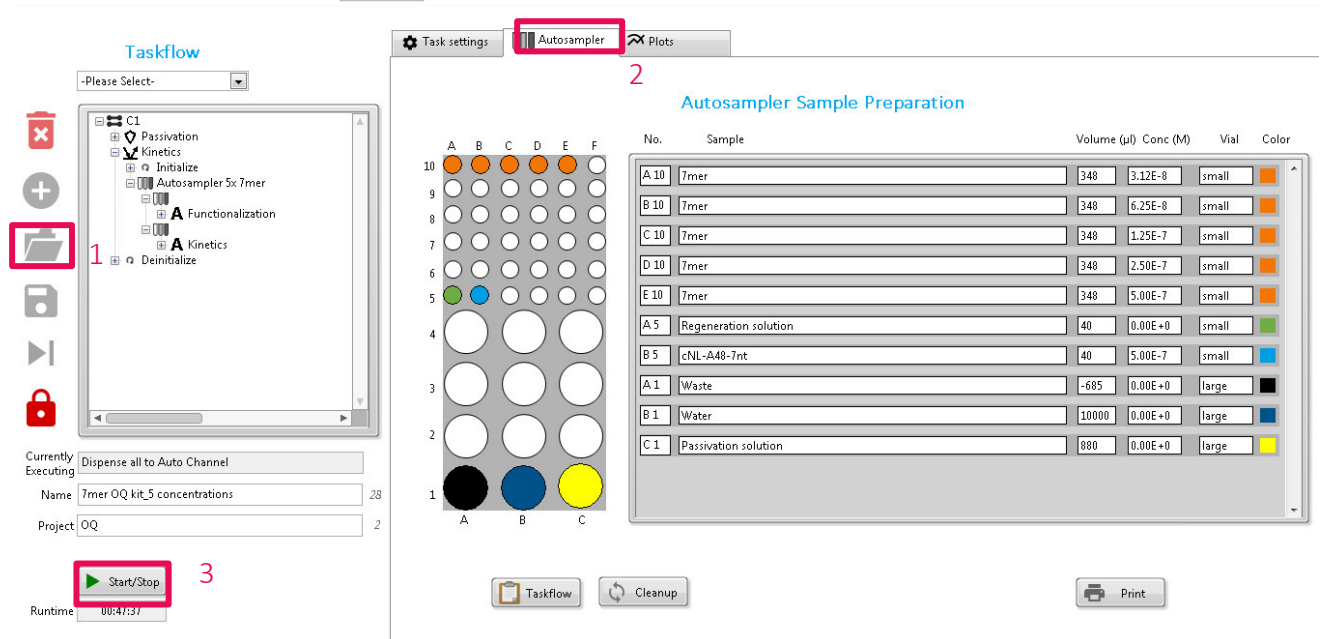 Taskflow
-Please Select-
C1
Passivation
Kinetics
Initialize
Autosampler 5x 7mer
A Functionalization
A Kinetics
Deinitialize
1
Currently Executing Dispense all to Auto Channel
Name 7mer OQ kit_5 concentrations 28
Project OQ 2
Start/Stop
3
Runtime 00:47:37
Task settings Autosampler Plots
2
Autosampler Sample Preparation
A B C D E F
10
9
8
7
6
5
4
3
2
1
A B C
No. Sample Volume (µl) Conc (M) Vial Color
A 10 7mer 348 3.12E-8 small
B 10 7mer 348 6.25E-8 small
C 10 7mer 348 1.25E-7 small
D 10 7mer 348 2.50E-7 small
E 10 7mer 348 5.00E-7 small
A 5 Regeneration solution 40 0.00E+0 small
B 5 cNL-A48-7nt 40 5.00E-7 small
A 1 Waste -685 0.00E+0 large
B 1 Water 10000 0.00E+0 large
C 1 Passivation solution 880 0.00E+0 large
Taskflow Cleanup Print